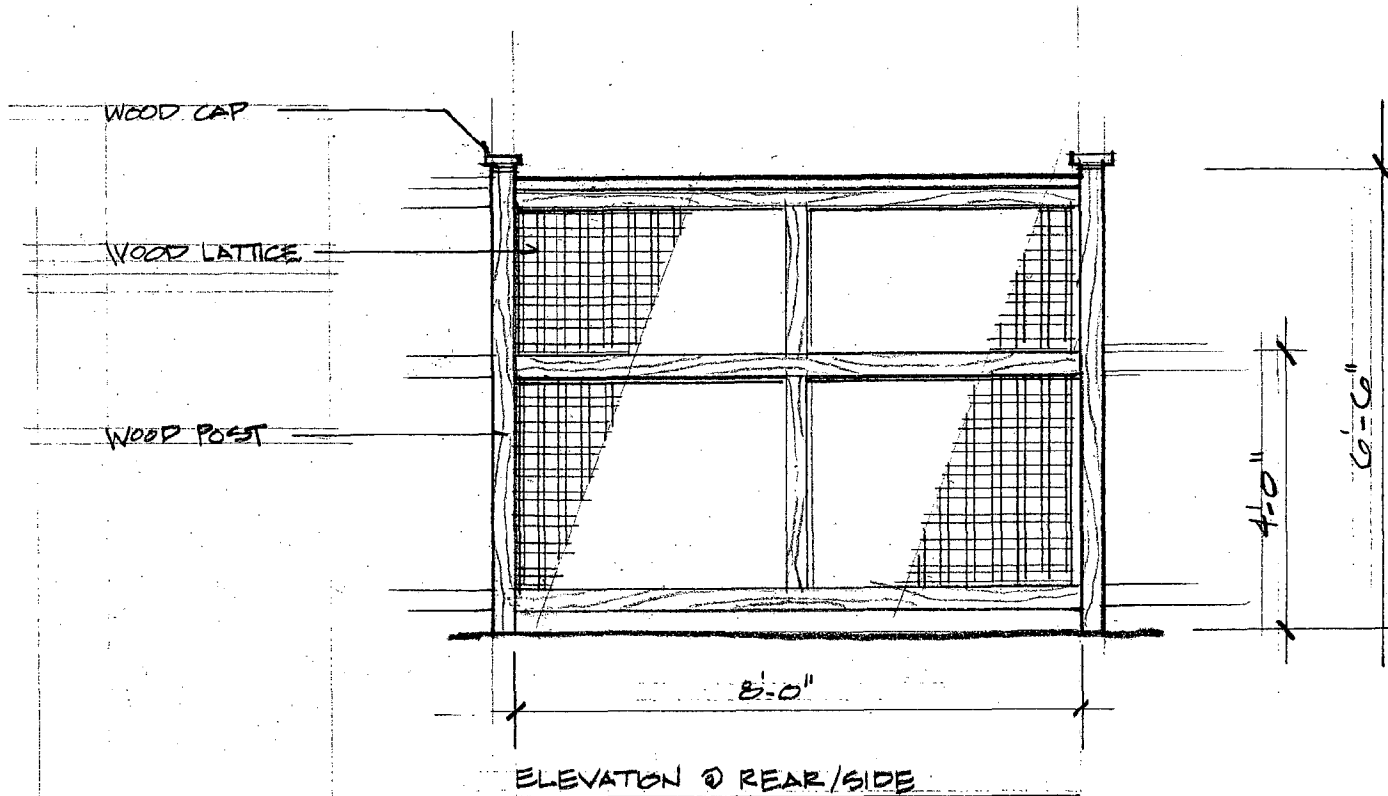 WOOD CAP
WOOD LATTICE
WOOD POST
4'-0"
6'-6"
8'-0"
ELEVATION @ REAR/SIDE